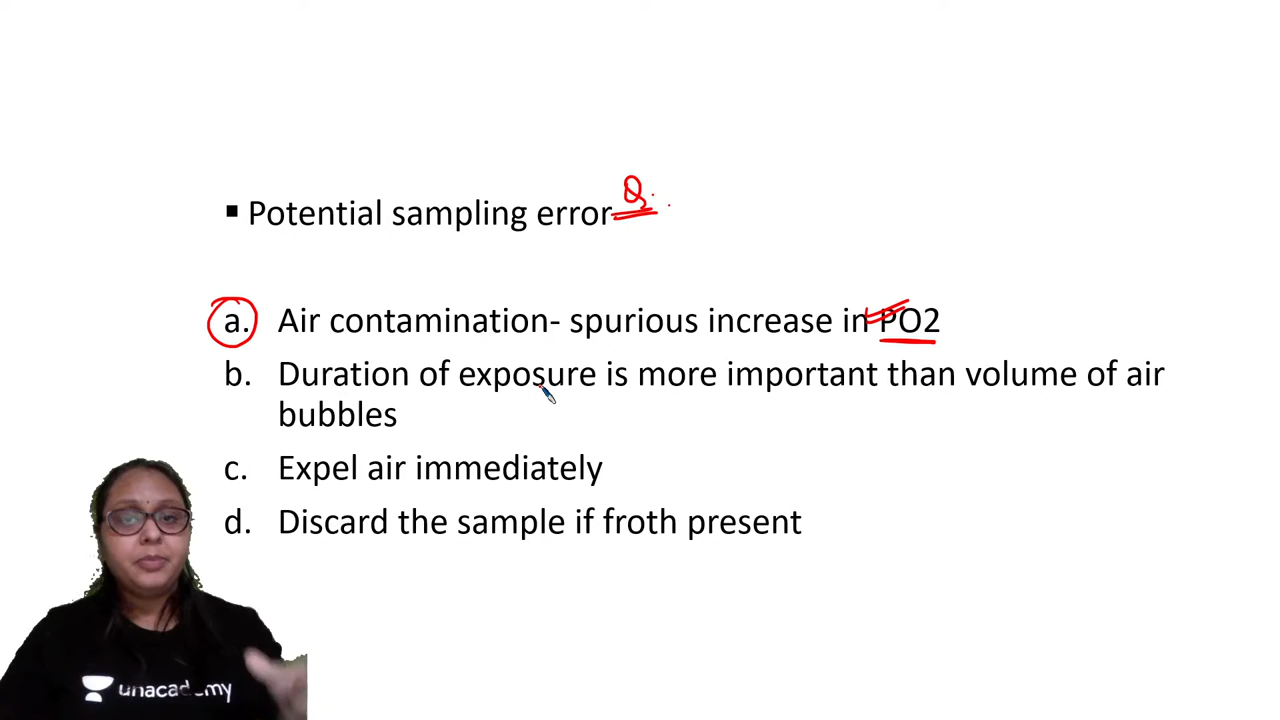 ▪ Potential sampling error Q
a. Air contamination- spurious increase in PO2
b. Duration of exposure is more important than volume of air
bubbles
c. Expel air immediately
d. Discard the sample if froth present
unacademy